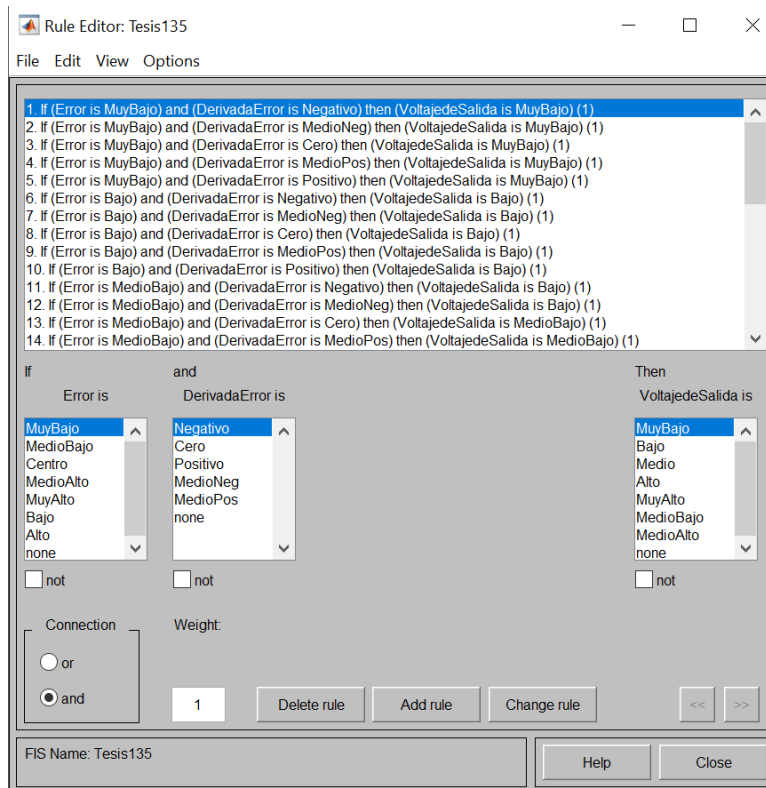 Rule Editor: Tesis135
File Edit View Options
1. If (Error is MuyBajo) and (DerivadaError is Negativo) then (VoltajedeSalida is MuyBajo) (1)
2. If (Error is MuyBajo) and (DerivadaError is MedioNeg) then (VoltajedeSalida is MuyBajo) (1)
3. If (Error is MuyBajo) and (DerivadaError is Cero) then (VoltajedeSalida is MuyBajo) (1)
4. If (Error is MuyBajo) and (DerivadaError is MedioPos) then (VoltajedeSalida is MuyBajo) (1)
5. If (Error is MuyBajo) and (DerivadaError is Positivo) then (VoltajedeSalida is MuyBajo) (1)
6. If (Error is Bajo) and (DerivadaError is Negativo) then (VoltajedeSalida is Bajo) (1)
7. If (Error is Bajo) and (DerivadaError is MedioNeg) then (VoltajedeSalida is Bajo) (1)
8. If (Error is Bajo) and (DerivadaError is Cero) then (VoltajedeSalida is Bajo) (1)
9. If (Error is Bajo) and (DerivadaError is MedioPos) then (VoltajedeSalida is Bajo) (1)
10. If (Error is Bajo) and (DerivadaError is Positivo) then (VoltajedeSalida is Bajo) (1)
11. If (Error is MedioBajo) and (DerivadaError is Negativo) then (VoltajedeSalida is Bajo) (1)
12. If (Error is MedioBajo) and (DerivadaError is MedioNeg) then (VoltajedeSalida is Bajo) (1)
13. If (Error is MedioBajo) and (DerivadaError is Cero) then (VoltajedeSalida is MedioBajo) (1)
14. If (Error is MedioBajo) and (DerivadaError is MedioPos) then (VoltajedeSalida is MedioBajo) (1)
If
Error is
MuyBajo
MedioBajo
Centro
MedioAlto
MuyAlto
Bajo
Alto
none
not
and
DerivadaError is
Negativo
Cero
Positivo
MedioNeg
MedioPos
none
not
Then
VoltajedeSalida is
MuyBajo
Bajo
Medio
Alto
MuyAlto
MedioBajo
MedioAlto
none
not
Connection
or
and
Weight:
1
Delete rule
Add rule
Change rule
<<
>>
FIS Name: Tesis135
Help
Close